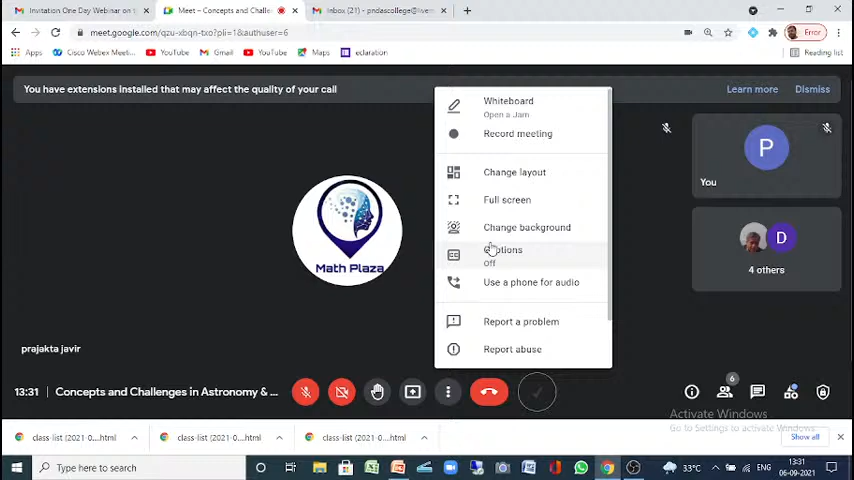 Invitation One Day Webinar on t
Meet – Concepts and Challe
Inbox (21) - pndascollege@liverr
meet.google.com/qzu-xbqn-txo?pli=1&authuser=6
Error
Gmail
Cisco Webex Meet...
YouTube
Gmail
YouTube
Maps
eclaration
Reading list
You have extensions installed that may affect the quality of your call
Learn more
Dismiss
Whiteboard
Open a Jam
Record meeting
Change layout
Full screen
Change background
ptions
Off
Use a phone for audio
Report a problem
Report abuse
Math Plaza
P
You
D
4 others
prajakta javir
13:31
Concepts and Challenges in Astronomy & ...
6
Activate Windows
Go to Settings to activate Windows.
class-list (2021-0....html
class-list (2021-0....html
class-list (2021-0....html
Show all
Type here to search
33°C
ENG
13:31
06-09-2021